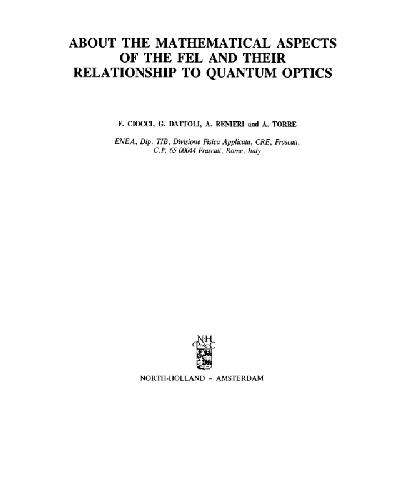 ABOUT THE MATHEMATICAL ASPECTS
OF THE FEL AND THEIR
RELATIONSHIP TO QUANTUM OPTICS
F. CIOCCI, G. DATTOLI, A. RENIERI and A. TORRE
ENEA, Dip. TIB, Divisione Fisica Applicata, CRE, Frascati,
C.P. 65 00044 Frascati, Rome, Italy
NORTH-HOLLAND – AMSTERDAM